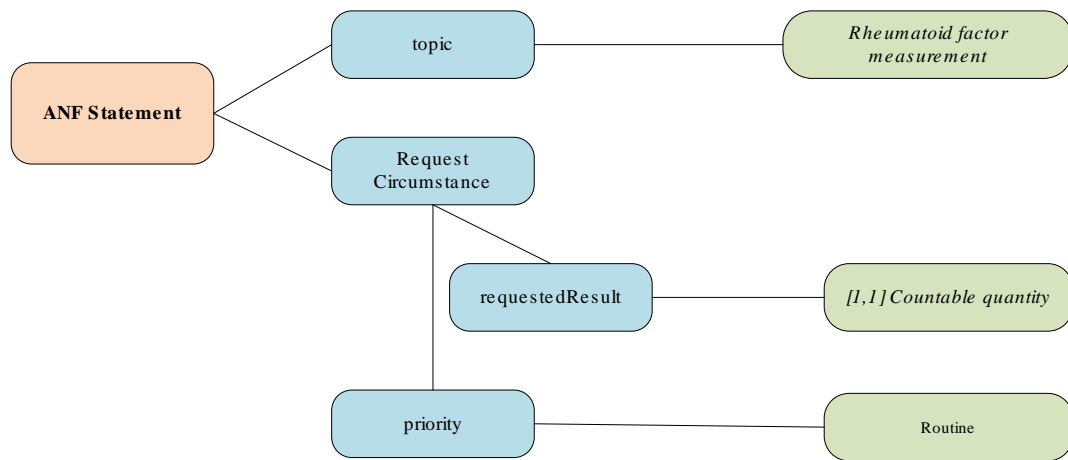 topic
Rheumatoid factor
measurement
ANF Statement
Request
Circumstance
requestedResult
[1,1] Countable quantity
priority
Routine